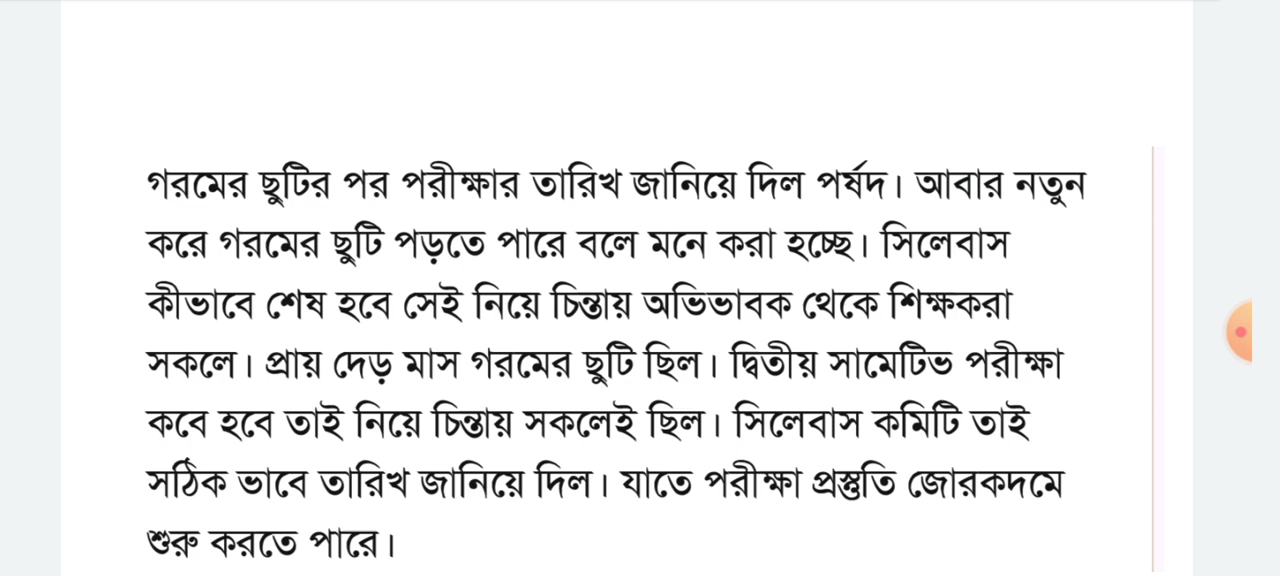 গরমের ছুটির পর পরীক্ষার তারিখ জানিয়ে দিল পর্ষদ। আবার নতুন
করে গরমের ছুটি পড়তে পারে বলে মনে করা হচ্ছে। সিলেবাস
কীভাবে শেষ হবে সেই নিয়ে চিন্তায় অভিভাবক থেকে শিক্ষকরা
সকলে। প্রায় দেড় মাস গরমের ছুটি ছিল। দ্বিতীয় সামেটিভ পরীক্ষা
কবে হবে তাই নিয়ে চিন্তায় সকলেই ছিল। সিলেবাস কমিটি তাই
সঠিক ভাবে তারিখ জানিয়ে দিল। যাতে পরীক্ষা প্রস্তুতি জোরকদমে
শুরু করতে পারে।